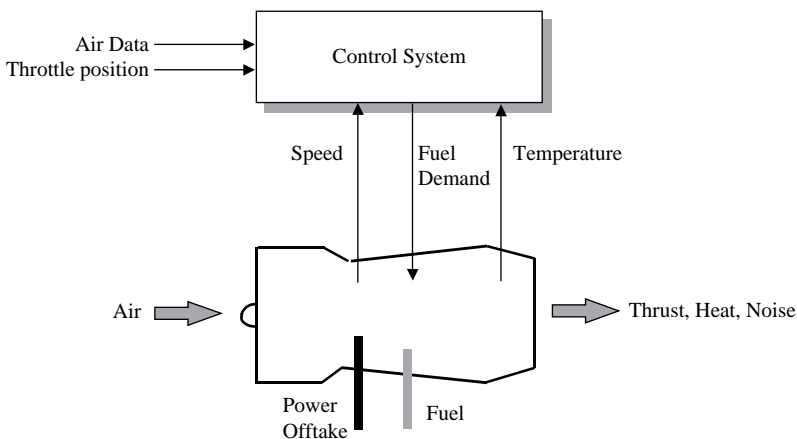 Air Data
Throttle position
Control System
Speed
Fuel
Demand
Temperature
Air
Thrust, Heat, Noise
Power
Offtake
Fuel